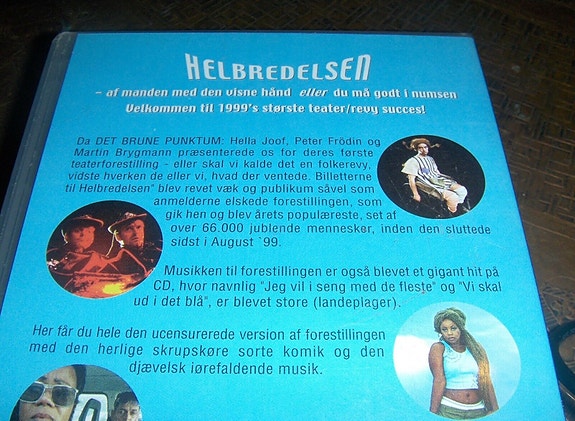 HELBREDELSEN
- af manden med den visne hånd eller du må godt i numsen
Velkommen til 1999's største teater/revy succes!
Da DET BRUNE PUNKTUM: Hella Joof, Peter Frödin og
Martin Brygmann præsenterede os for deres første
teaterforestilling - eller skal vi kalde det en folkerevy,
vidste hverken de eller vi, hvad der ventede. Billetterne
til Helbredelsen" blev revet væk og publikum såvel som
anmelderne elskede forestillingen, som
gik hen og blev årets populæreste, set af
over 66.000 jublende mennesker, inden den sluttede
sidst i August ´99.
Musikken til forestillingen er også blevet et gigant hit på
CD, hvor navnlig "Jeg vil i seng med de fleste" og "Vi skal
ud i det blå", er blevet store (landeplager).
Her får du hele den ucensurerede version af forestillingen
med den herlige skrupskøre sorte komik og den
djævelsk iørefaldende musik.